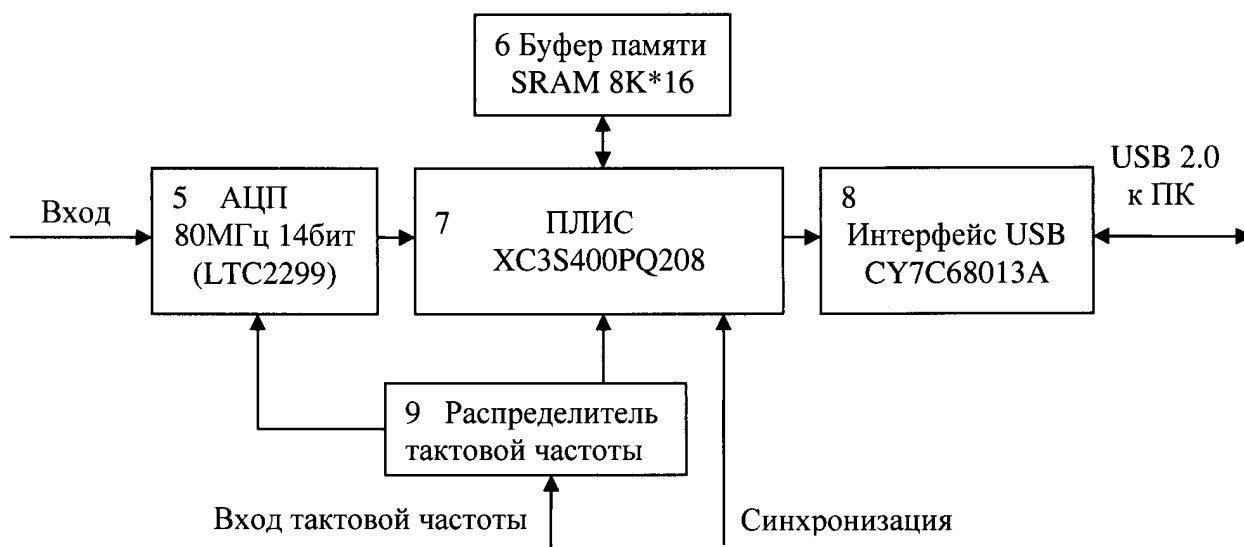 6 Буфер памяти
SRAM 8K*16
USB 2.0
к ПК
Вход
5 АЦП
80МГц 14бит
(LTC2299)
7 ПЛИС
XC3S400PQ208
8
Интерфейс USB
CY7C68013A
9 Распределитель
тактовой частоты
Вход тактовой частоты
Синхронизация